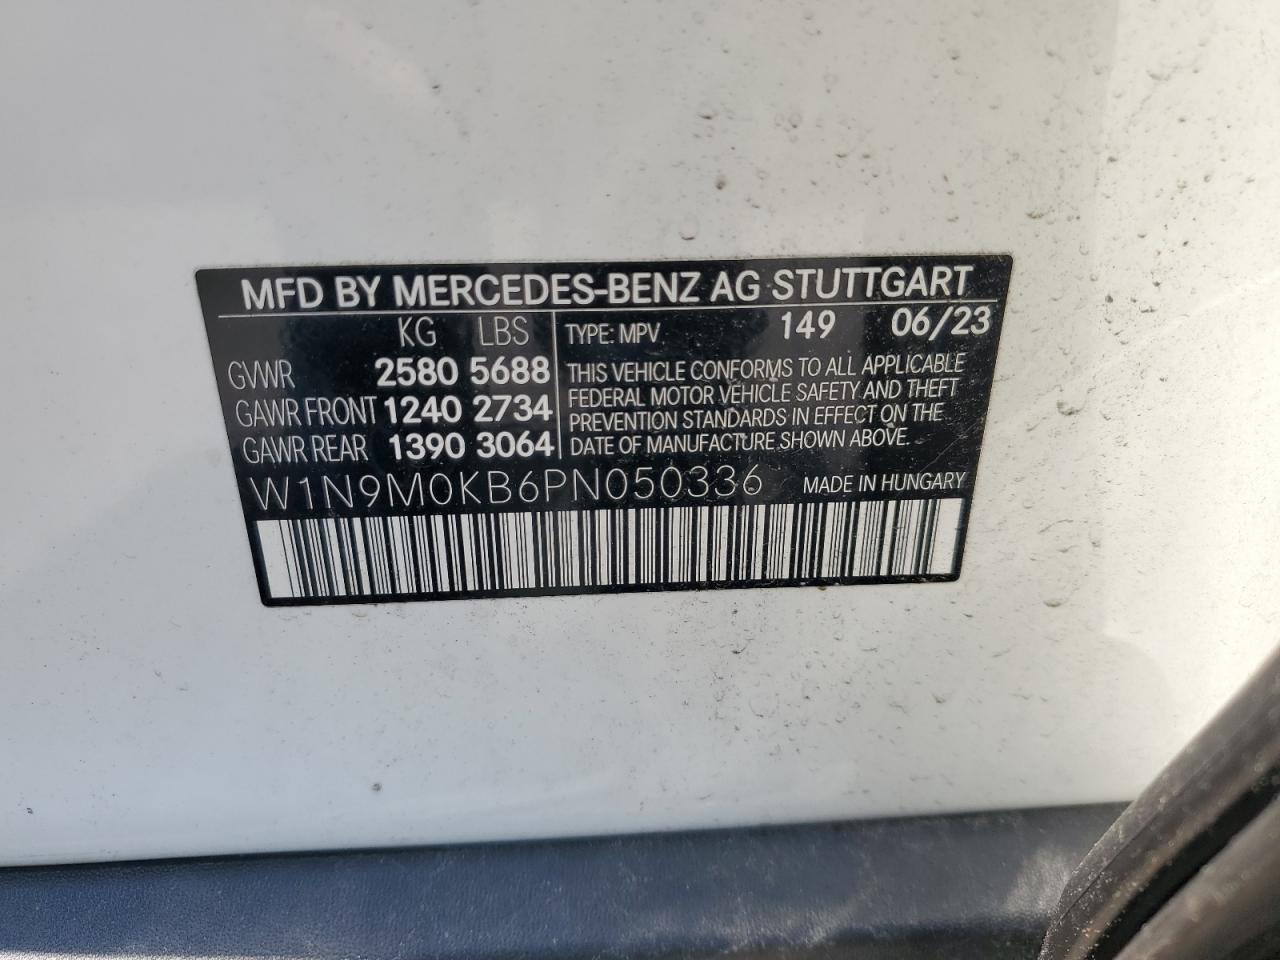 MFD BY MERCEDES-BENZ AG STUTTGART
KG LBS TYPE: MPV 149 06/23
GVWR 2580 5688
GAWR FRONT 1240 2734
GAWR REAR 1390 3064
THIS VEHICLE CONFORMS TO ALL APPLICABLE
FEDERAL MOTOR VEHICLE SAFETY AND THEFT
PREVENTION STANDARDS IN EFFECT ON THE
DATE OF MANUFACTURE SHOWN ABOVE.
W1N9M0KB6PN050336 MADE IN HUNGARY